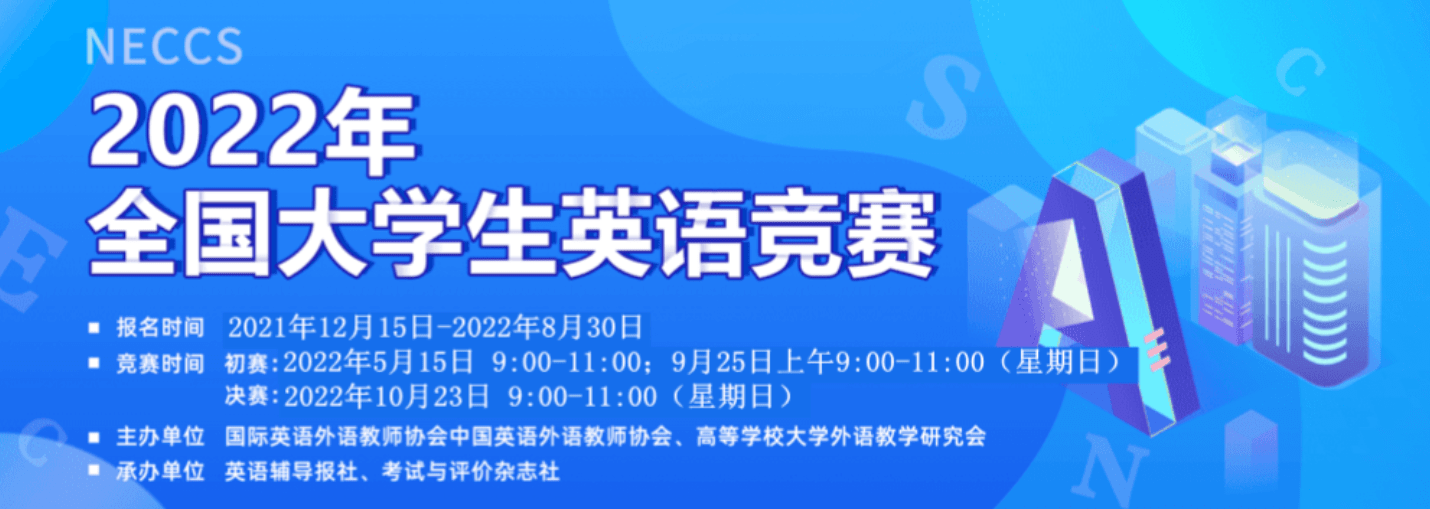 NECCS
2022年
全国大学生英语竞赛
▪ 报名时间 2021年12月15日-2022年8月30日
▪ 竞赛时间 初赛:2022年5月15日 9:00-11:00; 9月25日上午9:00-11:00（星期日）
决赛:2022年10月23日 9:00-11:00（星期日）
▪ 主办单位 国际英语外语教师协会中国英语外语教师协会、高等学校大学外语教学研究会
▪ 承办单位 英语辅导报社、考试与评价杂志社
S
C
E
A
C
N